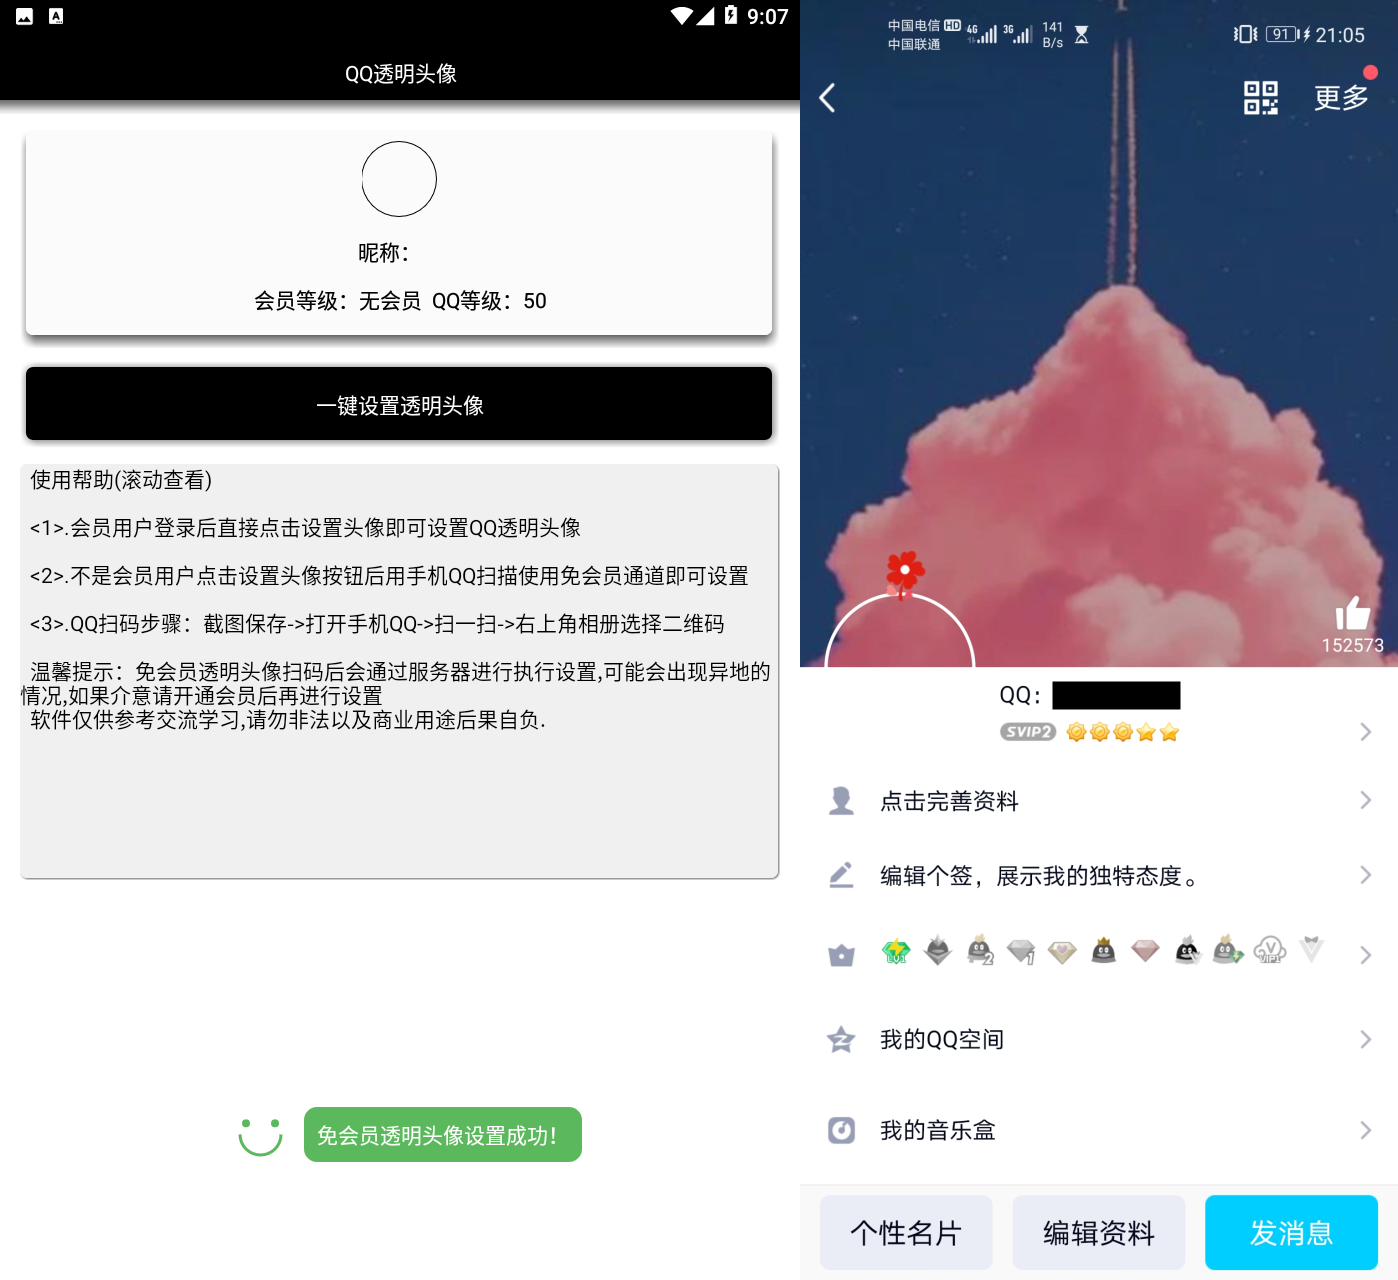 9:07
QQ透明头像
昵称：
会员等级：无会员 QQ等级：50
一键设置透明头像
使用帮助(滚动查看)
<1>.会员用户登录后直接点击设置头像即可设置QQ透明头像
<2>.不是会员用户点击设置头像按钮后用手机QQ扫描使用免会员通道即可设置
<3>.QQ扫码步骤：截图保存->打开手机QQ->扫一扫->右上角相册选择二维码
温馨提示：免会员透明头像扫码后会通过服务器进行执行设置,可能会出现异地的
情况,如果介意请开通会员后再进行设置
软件仅供参考交流学习,请勿非法以及商业用途后果自负.
免会员透明头像设置成功！
中国电信 HD 4G 3G 141 B/s 91 21:05
中国联通
更多
152573
QQ：
SVIP2
点击完善资料
编辑个签，展示我的独特态度。
LV1 2 1 VIP1
我的QQ空间
我的音乐盒
个性名片 编辑资料 发消息